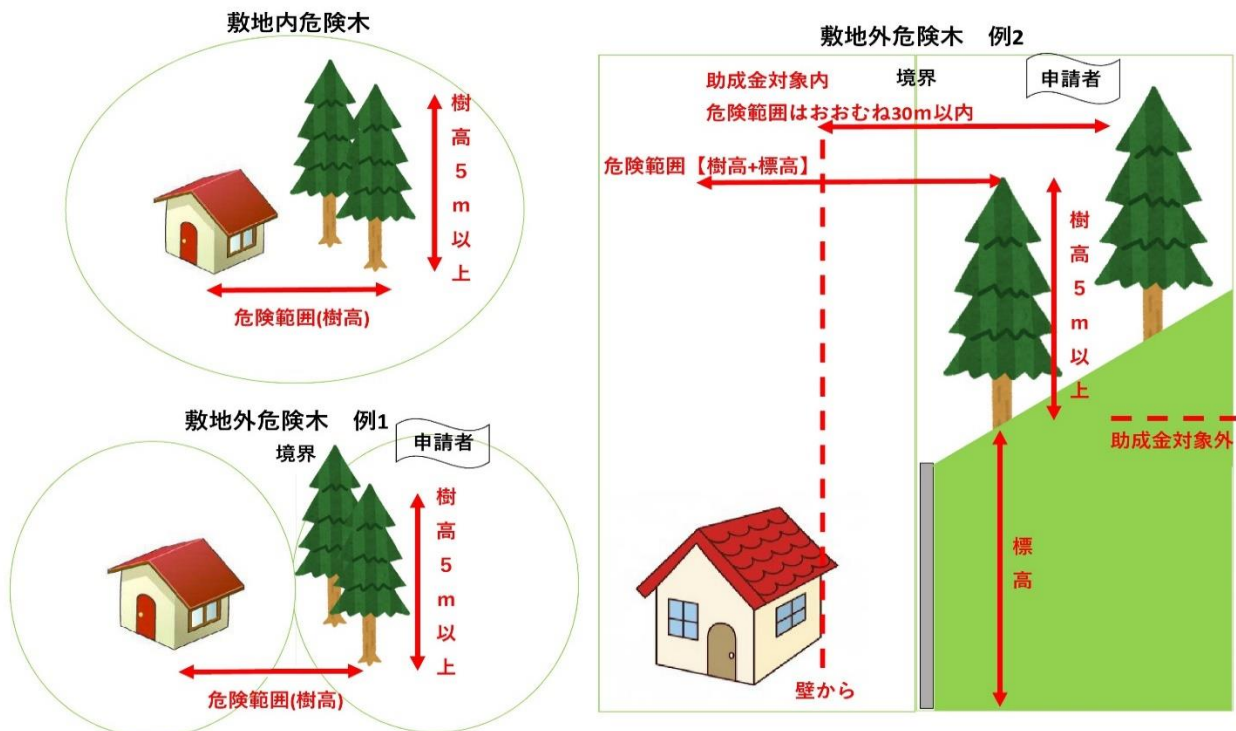 敷地内危険木
樹高5m以上
危険範囲(樹高)
敷地外危険木 例1
境界
申請者
樹高5m以上
危険範囲(樹高)
敷地外危険木 例2
助成金対象内
境界
申請者
危険範囲はおおむね30m以内
危険範囲【樹高+標高】
樹高5m以上
助成金対象外
標高
壁から